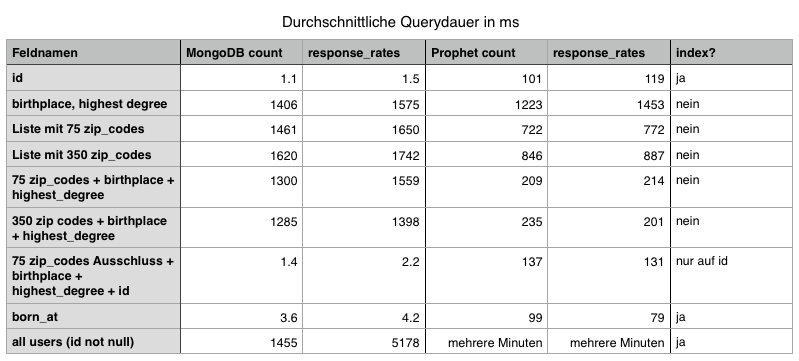 Durchschnittliche Querydauer in ms
Feldnamen MongoDB count response_rates Prophet count response_rates index?
id 1.1 1.5 101 119 ja
birthplace, highest degree 1406 1575 1223 1453 nein
Liste mit 75 zip_codes 1461 1650 722 772 nein
Liste mit 350 zip_codes 1620 1742 846 887 nein
75 zip_codes + birthplace + 1300 1559 209 214 nein
highest_degree
350 zip codes + birthplace 1285 1398 235 201 nein
+ highest_degree
75 zip_codes Ausschluss + 1.4 2.2 137 131 nur auf id
birthplace +
highest_degree + id
born_at 3.6 4.2 99 79 ja
all users (id not null) 1455 5178 mehrere Minuten mehrere Minuten ja